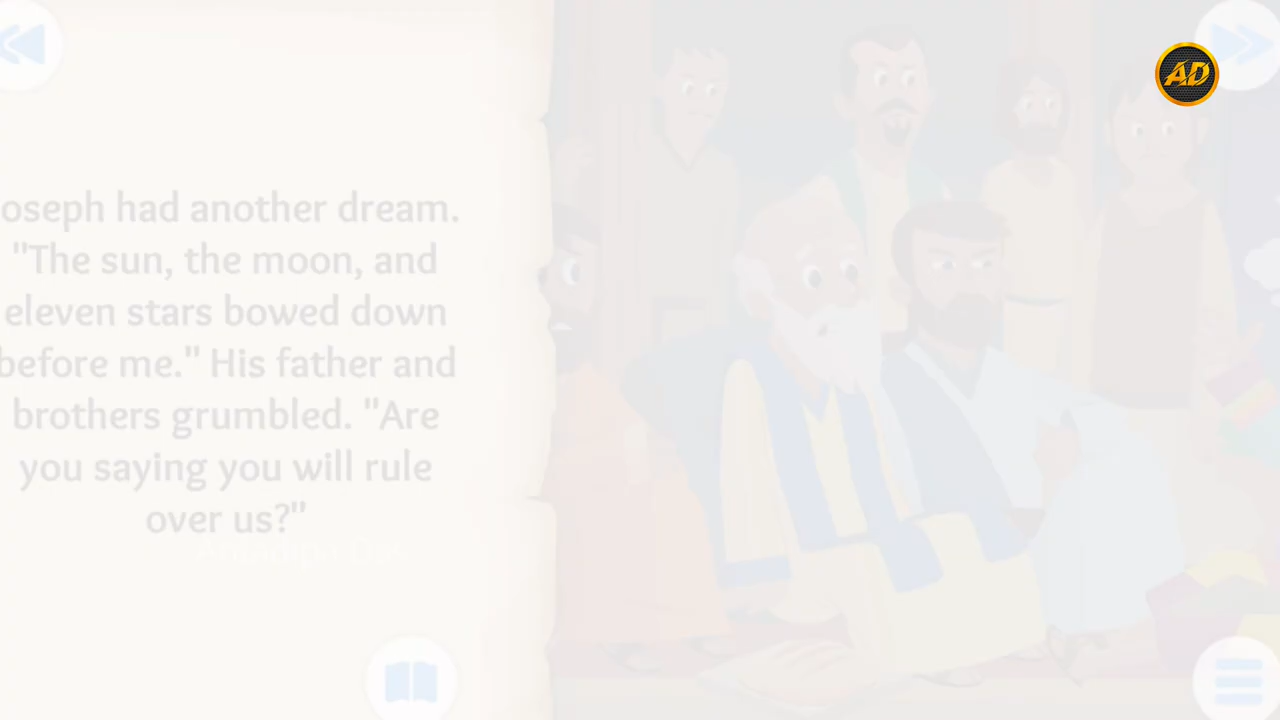 oseph had another dream.
"The sun, the moon, and
eleven stars bowed down
before me." His father and
brothers grumbled. "Are
you saying you will rule
over us?"
AD